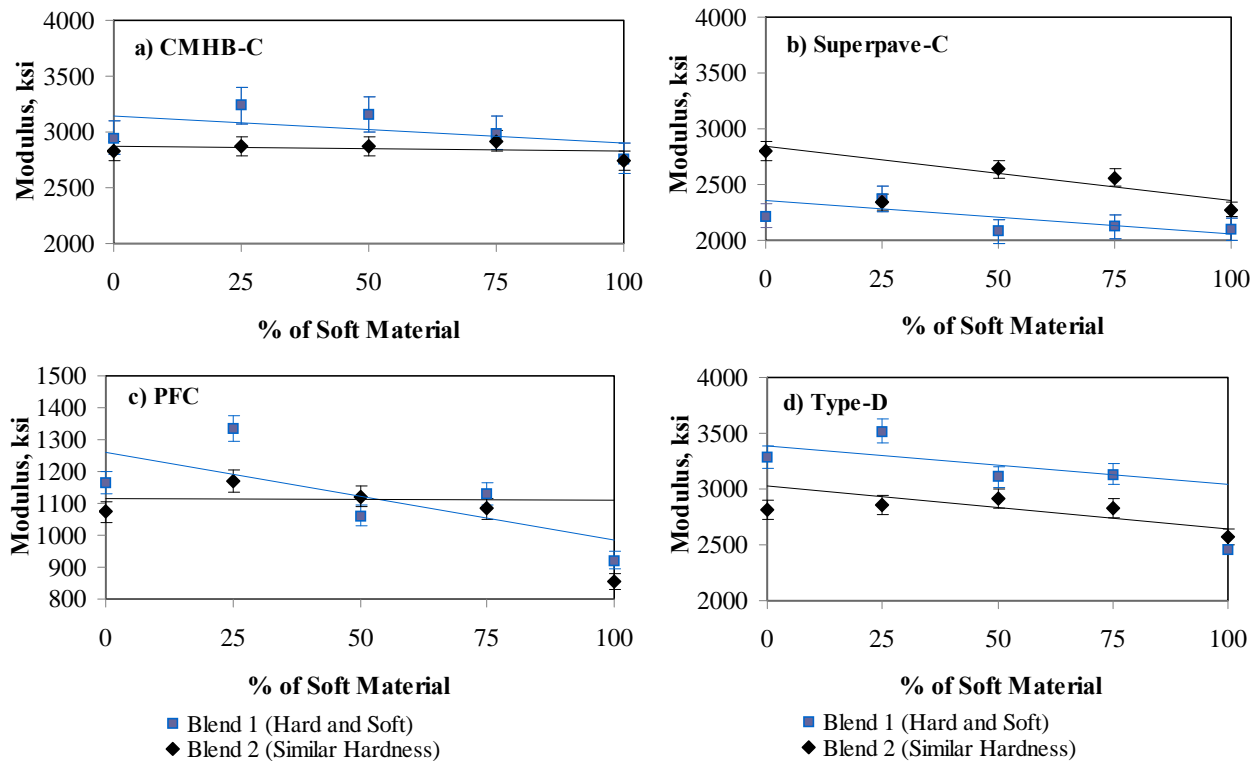 a) CMHB-C
Modulus, ksi
4000
3500
3000
2500
2000
0 25 50 75 100
% of Soft Material
b) Superpave-C
Modulus, ksi
4000
3500
3000
2500
2000
0 25 50 75 100
% of Soft Material
c) PFC
Modulus, ksi
1500
1400
1300
1200
1100
1000
900
800
0 25 50 75 100
% of Soft Material
Blend 1 (Hard and Soft)
Blend 2 (Similar Hardness)
d) Type-D
Modulus, ksi
4000
3500
3000
2500
2000
0 25 50 75 100
% of Soft Material
Blend 1 (Hard and Soft)
Blend 2 (Similar Hardness)